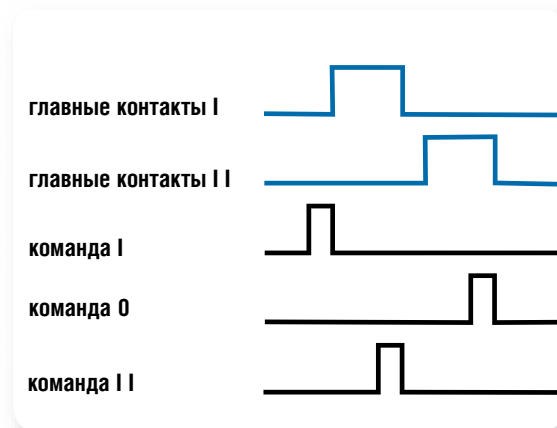 главные контакты I
главные контакты I I
команда I
команда 0
команда I I